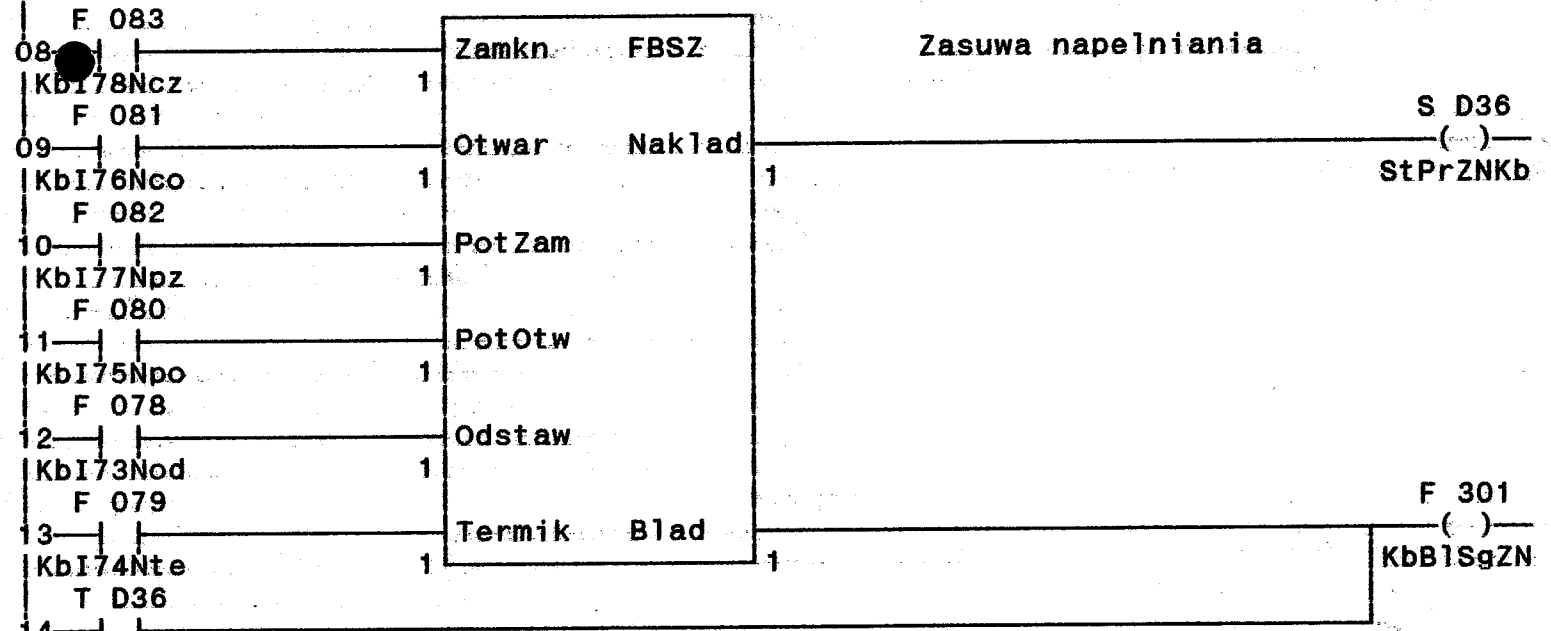 F 083
08 Zamkn FBSZ Zasuwa napelniania
KbI78Ncz 1
F 081 S D36
09 Otwar Naklad ( )
KbI76Nco 1 1 StPrZNKb
F 082
10 PotZam
KbI77Npz 1
F 080
11 PotOtw
KbI75Npo 1
F 078
12 Odstaw
KbI73Nod 1
F 079 F 301
13 Termik Blad ( )
KbI74Nte 1 1 KbBlSgZN
T D36
14